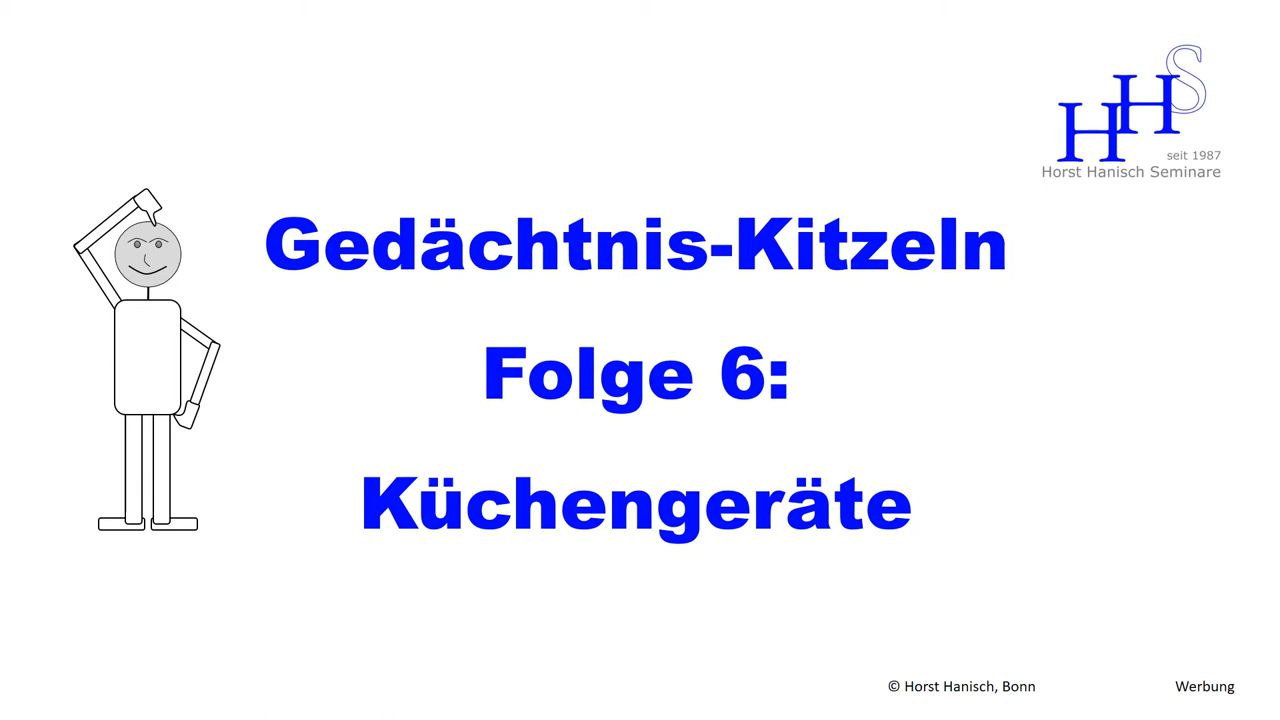 HHS
seit 1987
Horst Hanisch Seminare
Gedächtnis-Kitzeln
Folge 6:
Küchengeräte
© Horst Hanisch, Bonn
Werbung